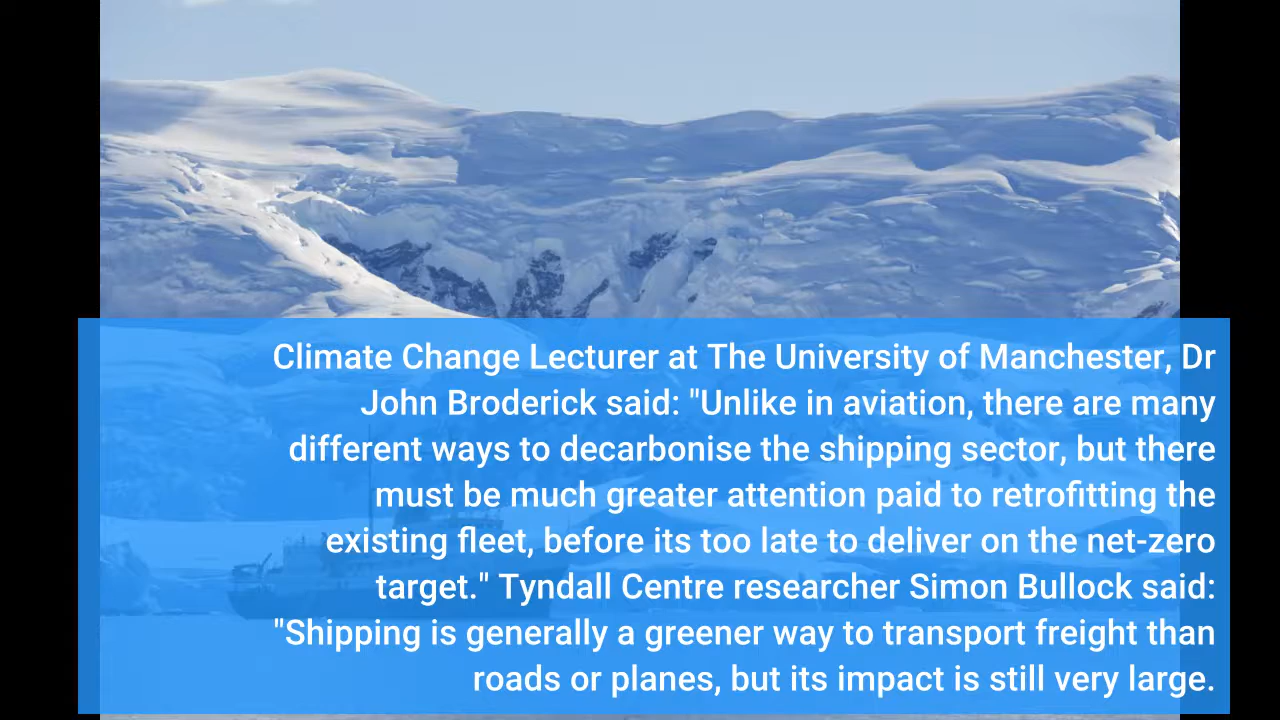 Climate Change Lecturer at The University of Manchester, Dr
John Broderick said: "Unlike in aviation, there are many
different ways to decarbonise the shipping sector, but there
must be much greater attention paid to retrofitting the
existing fleet, before its too late to deliver on the net-zero
target." Tyndall Centre researcher Simon Bullock said:
"Shipping is generally a greener way to transport freight than
roads or planes, but its impact is still very large.